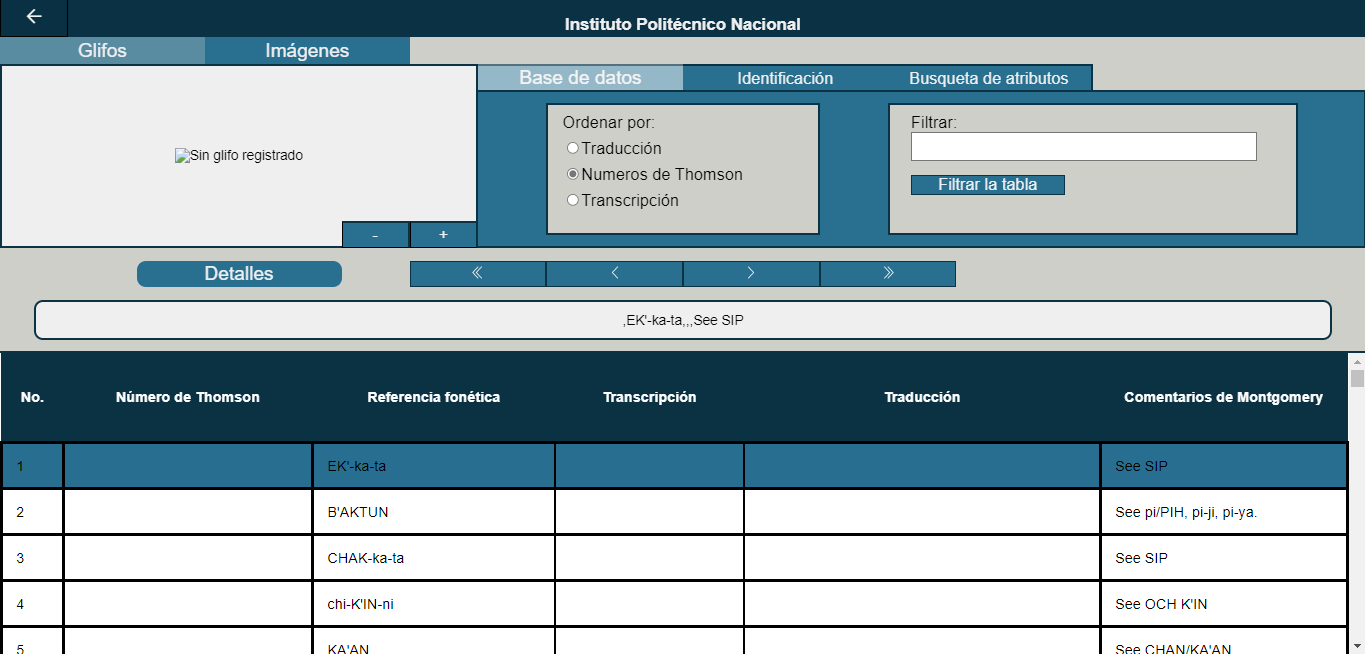 Instituto Politécnico Nacional
Glifos Imágenes
Base de datos Identificación Busqueta de atributos
Sin glifo registrado
Ordenar por:
Traducción
Numeros de Thomson
Transcripción
Filtrar:
Filtrar la tabla
- +
Detalles « < > »
,EK'-ka-ta,,,See SIP
No. Número de Thomson Referencia fonética Transcripción Traducción Comentarios de Montgomery
1 EK'-ka-ta See SIP
2 B'AKTUN See pi/PIH, pi-ji, pi-ya.
3 CHAK-ka-ta See SIP
4 chi-K'IN-ni See OCH K'IN
5 KA'AN See CHAN/KA'AN